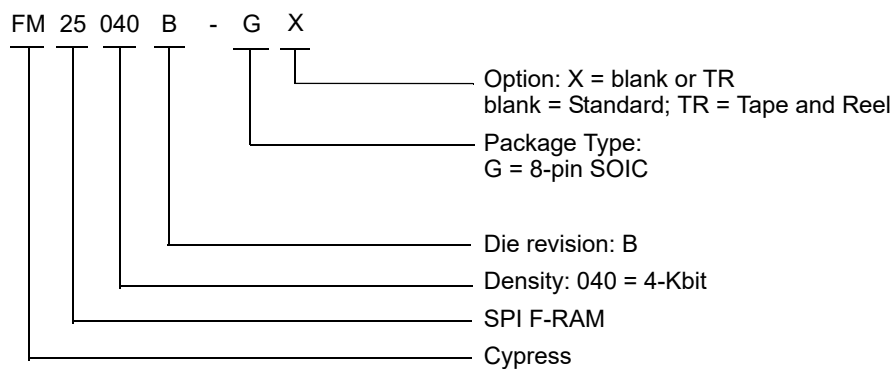 FM 25 040 B - G X
Option: X = blank or TR
blank = Standard; TR = Tape and Reel
Package Type:
G = 8-pin SOIC
Die revision: B
Density: 040 = 4-Kbit
SPI F-RAM
Cypress